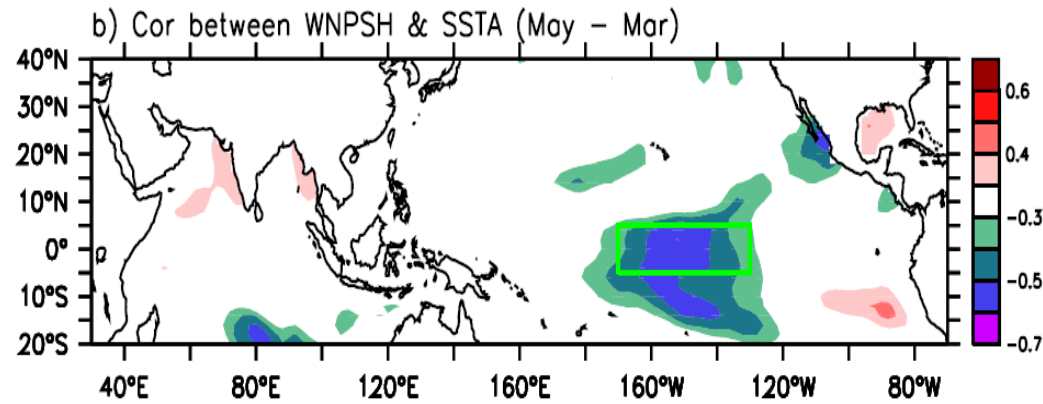 b) Cor between WNPSH & SSTA (May – Mar)
40°N
30°N
20°N
10°N
0°
10°S
20°S
40°E
80°E
120°E
160°E
160°W
120°W
80°W
0.6
0.4
-0.3
-0.5
-0.7